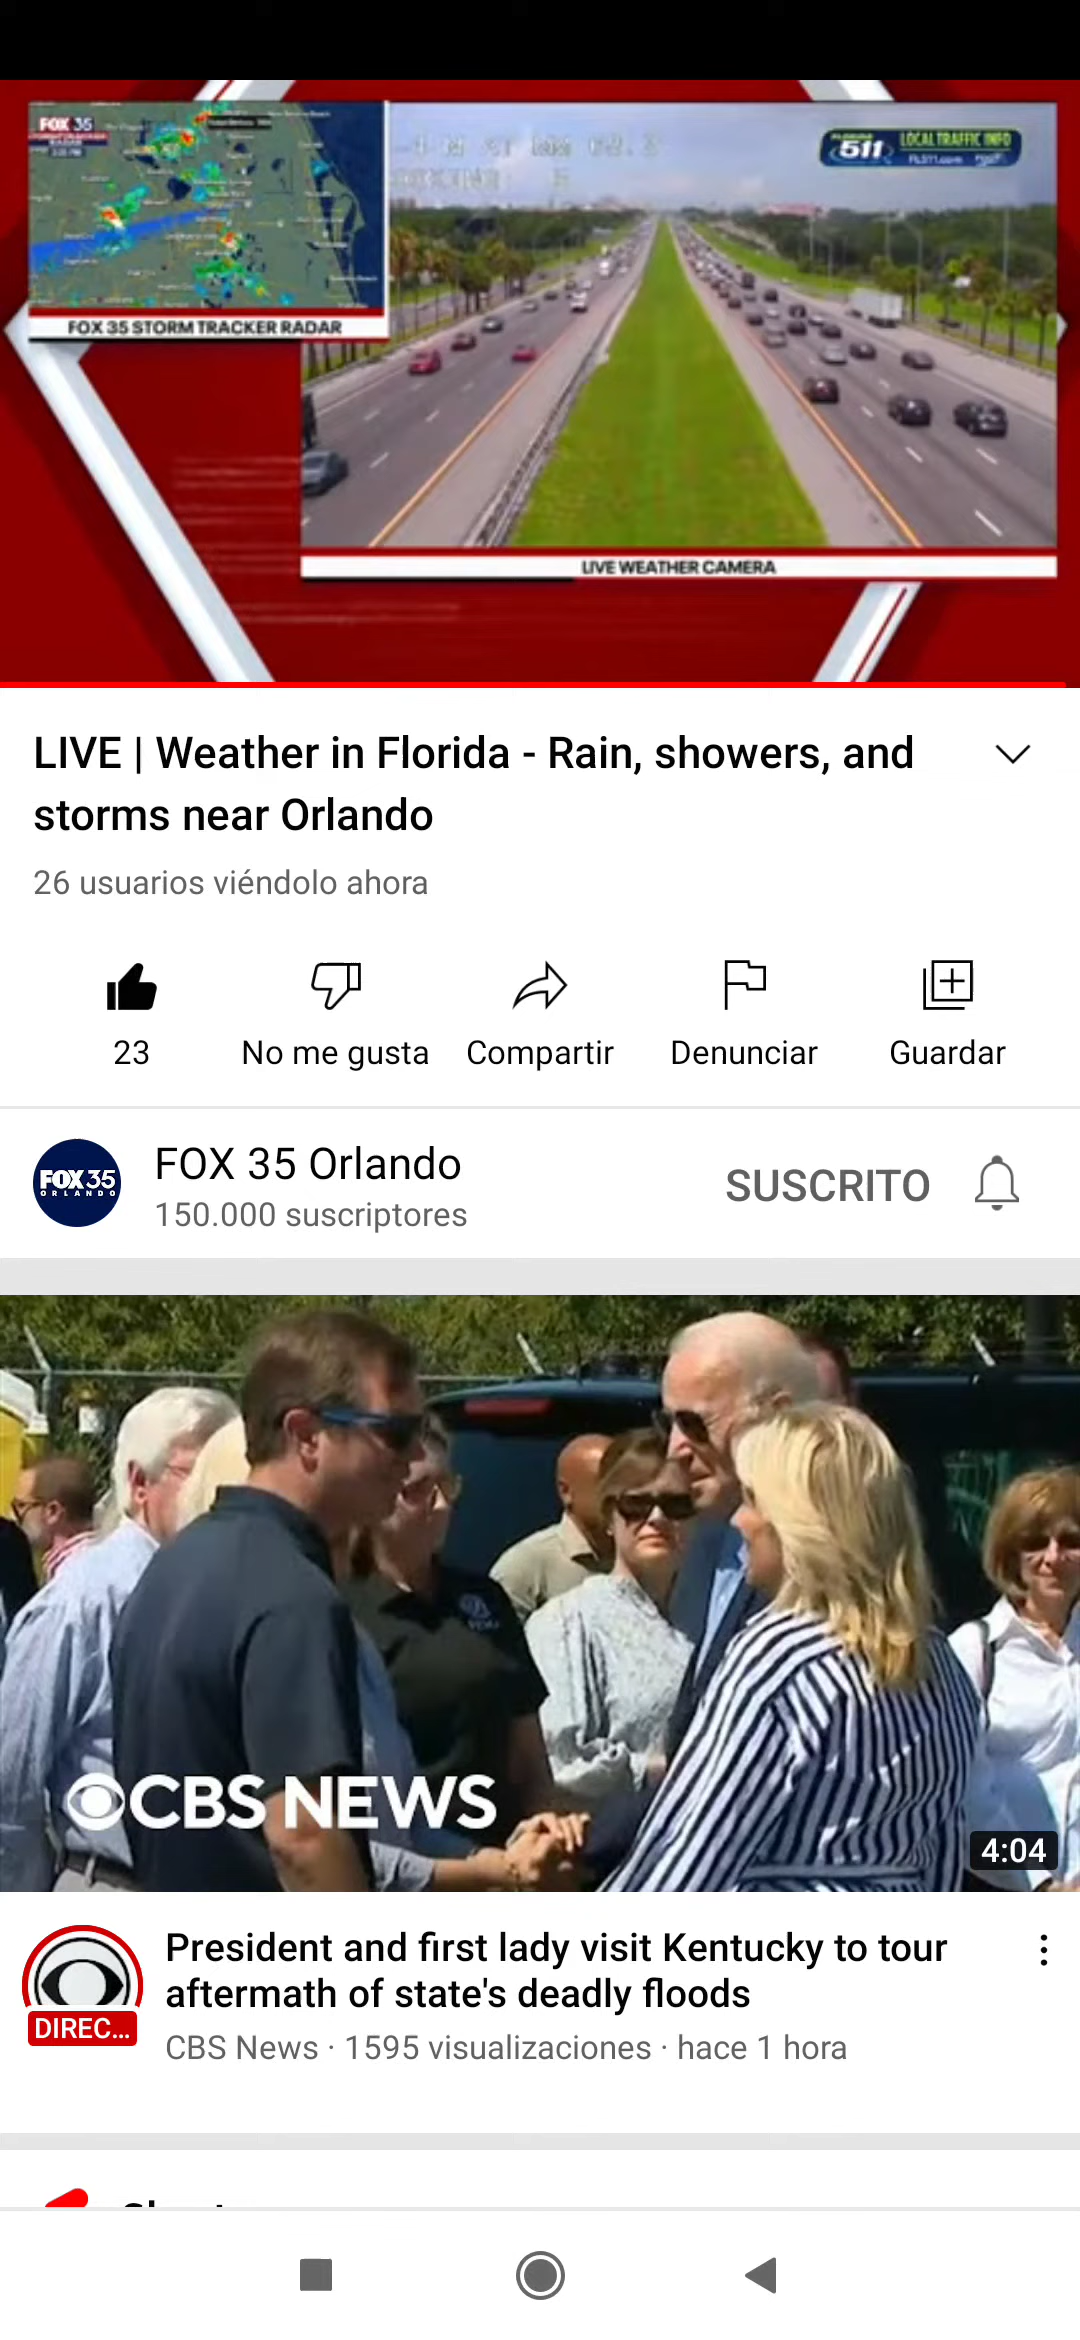 FOX 35
511
LOCAL TRAFFIC INFO
FL511.com
FOX 35 STORM TRACKER RADAR
LIVE WEATHER CAMERA
LIVE | Weather in Florida - Rain, showers, and
storms near Orlando
26 usuarios viéndolo ahora
23
No me gusta
Compartir
Denunciar
Guardar
FOX 35
ORLANDO
FOX 35 Orlando
150.000 suscriptores
SUSCRITO
CBS NEWS
4:04
President and first lady visit Kentucky to tour
aftermath of state's deadly floods
DIREC...
CBS News · 1595 visualizaciones · hace 1 hora